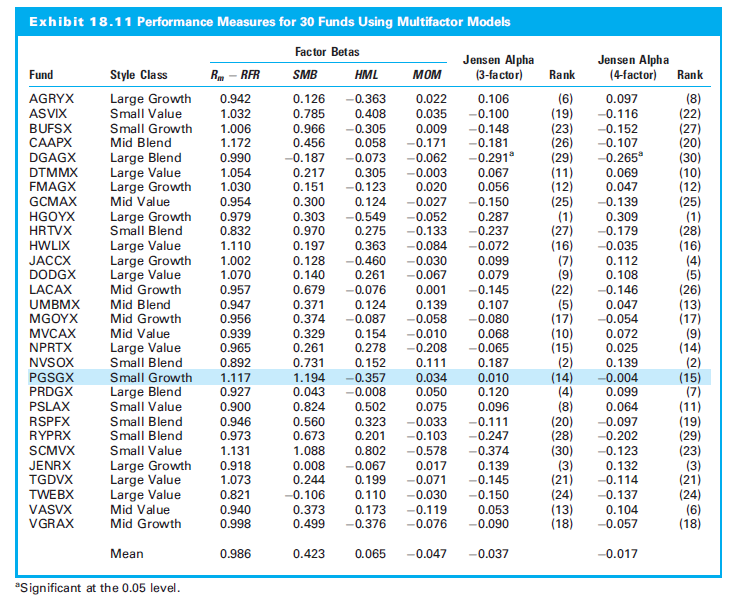 Exhibit 18.11 Performance Measures for 30 Funds Using Multifactor Models
Factor Betas
Jensen Alpha Jensen Alpha
Fund Style Class Rm – RFR SMB HML MOM (3-factor) Rank (4-factor) Rank
AGRYX Large Growth 0.942 0.126 −0.363 0.022 0.106 (6) 0.097 (8)
ASVIX Small Value 1.032 0.785 0.408 0.035 −0.100 (19) −0.116 (22)
BUFSX Small Growth 1.006 0.966 −0.305 0.009 −0.148 (23) −0.152 (27)
CAAPX Mid Blend 1.172 0.456 0.058 −0.171 −0.181 (26) −0.107 (20)
DGAGX Large Blend 0.990 −0.187 −0.073 −0.062 −0.291a (29) −0.265a (30)
DTMMX Large Value 1.054 0.217 0.305 −0.003 0.067 (11) 0.069 (10)
FMAGX Large Growth 1.030 0.151 −0.123 0.020 0.056 (12) 0.047 (12)
GCMAX Mid Value 0.954 0.300 0.124 −0.027 −0.150 (25) −0.139 (25)
HGOYX Large Growth 0.979 0.303 −0.549 −0.052 0.287 (1) 0.309 (1)
HRTVX Small Blend 0.832 0.970 0.275 −0.133 −0.237 (27) −0.179 (28)
HWLIX Large Value 1.110 0.197 0.363 −0.084 −0.072 (16) −0.035 (16)
JACCX Large Growth 1.002 0.128 −0.460 −0.030 0.099 (7) 0.112 (4)
DODGX Large Value 1.070 0.140 0.261 −0.067 0.079 (9) 0.108 (5)
LACAX Mid Growth 0.957 0.679 −0.076 0.001 −0.145 (22) −0.146 (26)
UMBMX Mid Blend 0.947 0.371 0.124 0.139 0.107 (5) 0.047 (13)
MGOYX Mid Growth 0.956 0.374 −0.087 −0.058 −0.080 (17) −0.054 (17)
MVCAX Mid Value 0.939 0.329 0.154 −0.010 0.068 (10) 0.072 (9)
NPRTX Large Value 0.965 0.261 0.278 −0.208 −0.065 (15) 0.025 (14)
NVSOX Small Blend 0.892 0.731 0.152 0.111 0.187 (2) 0.139 (2)
PGSGX Small Growth 1.117 1.194 −0.357 0.034 0.010 (14) −0.004 (15)
PRDGX Large Blend 0.927 0.043 −0.008 0.050 0.120 (4) 0.099 (7)
PSLAX Small Value 0.900 0.824 0.502 0.075 0.096 (8) 0.064 (11)
RSPFX Small Blend 0.946 0.560 0.323 −0.033 −0.111 (20) −0.097 (19)
RYPRX Small Blend 0.973 0.673 0.201 −0.103 −0.247 (28) −0.202 (29)
SCMVX Small Value 1.131 1.088 0.802 −0.578 −0.374 (30) −0.123 (23)
JENRX Large Growth 0.918 0.008 −0.067 0.017 0.139 (3) 0.132 (3)
TGDVX Large Value 1.073 0.244 0.199 −0.071 −0.145 (21) −0.114 (21)
TWEBX Large Value 0.821 −0.106 0.110 −0.030 −0.150 (24) −0.137 (24)
VASVX Mid Value 0.940 0.373 0.173 −0.119 0.053 (13) 0.104 (6)
VGRAX Mid Growth 0.998 0.499 −0.376 −0.076 −0.090 (18) −0.057 (18)
Mean 0.986 0.423 0.065 −0.047 −0.037 −0.017
aSignificant at the 0.05 level.